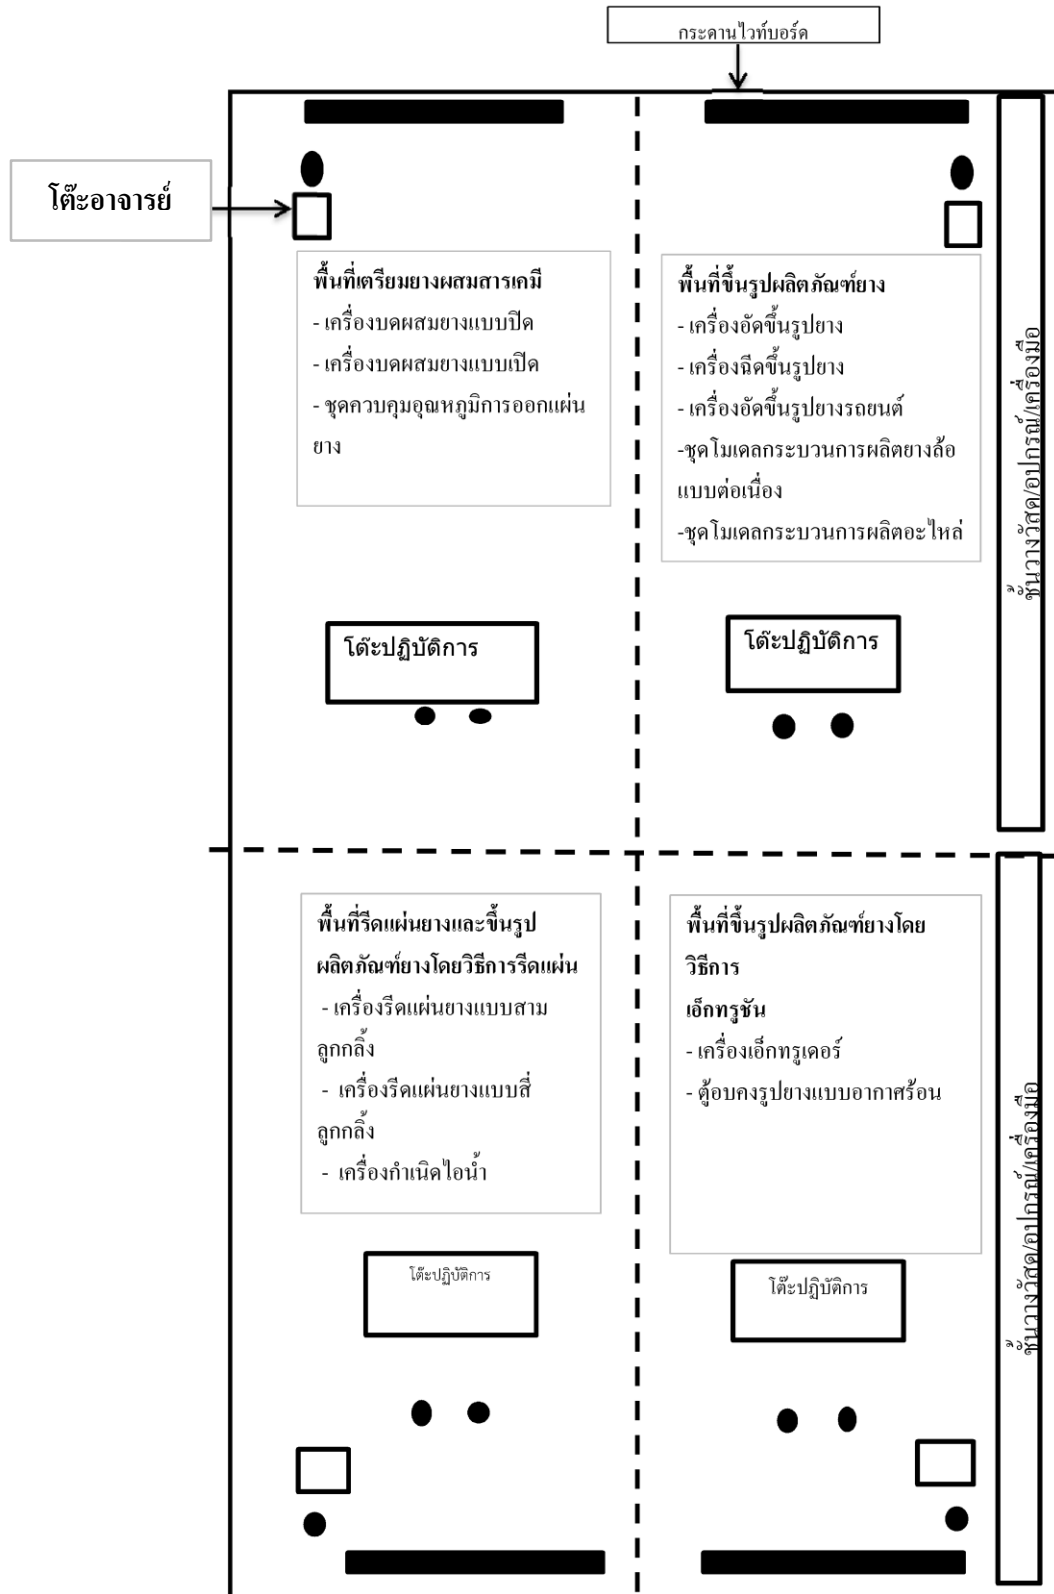 กระดานไวท์บอร์ด
โต๊ะอาจารย์
พื้นที่เตรียมยางผสมสารเคมี
- เครื่องบดผสมยางแบบปิด
- เครื่องบดผสมยางแบบเปิด
- ชุดควบคุมอุณหภูมิการออกแผ่น
ยาง
พื้นที่ขึ้นรูปผลิตภัณฑ์ยาง
- เครื่องอัดขึ้นรูปยาง
- เครื่องฉีดขึ้นรูปยาง
- เครื่องอัดขึ้นรูปยางรถยนต์
-ชุดโมเดลกระบวนการผลิตยางล้อ
แบบต่อเนื่อง
-ชุดโมเดลกระบวนการผลิตอะไหล่
ชั้นวางวัสดุ/อุปกรณ์/เครื่องมือ
โต๊ะปฏิบัติการ
โต๊ะปฏิบัติการ
พื้นที่รีดแผ่นยางและขึ้นรูป
ผลิตภัณฑ์ยางโดยวิธีการรีดแผ่น
- เครื่องรีดแผ่นยางแบบสาม
ลูกกลิ้ง
- เครื่องรีดแผ่นยางแบบสี่
ลูกกลิ้ง
- เครื่องกำเนิดไอน้ำ
พื้นที่ขึ้นรูปผลิตภัณฑ์ยางโดย
วิธีการ
เอ็กทรูชัน
- เครื่องเอ็กทรูเดอร์
- ตู้อบคงรูปยางแบบอากาศร้อน
ชั้นวางวัสดุ/อุปกรณ์/เครื่องมือ
โต๊ะปฏิบัติการ
โต๊ะปฏิบัติการ